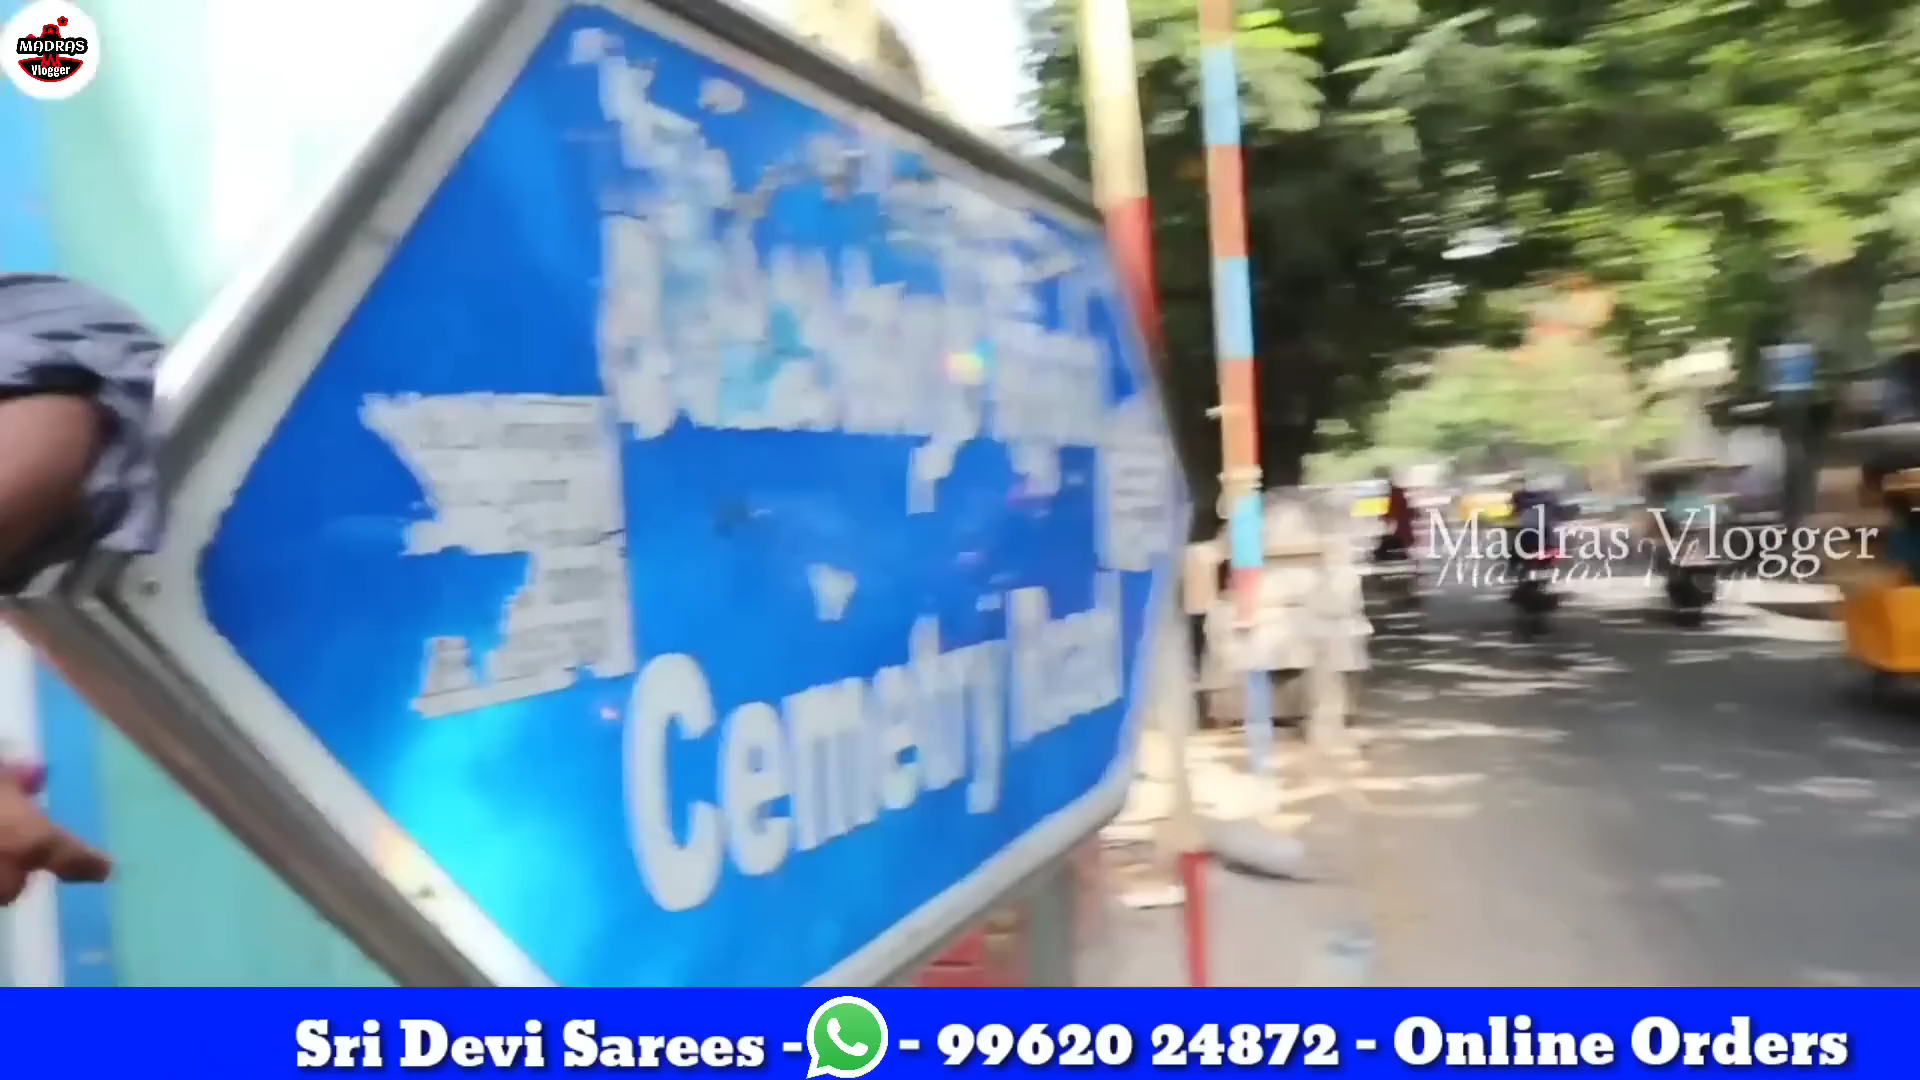 MADRAS
Vlogger
Cemetry Road
Madras Vlogger
Sri Devi Sarees - - 99620 24872 - Online Orders